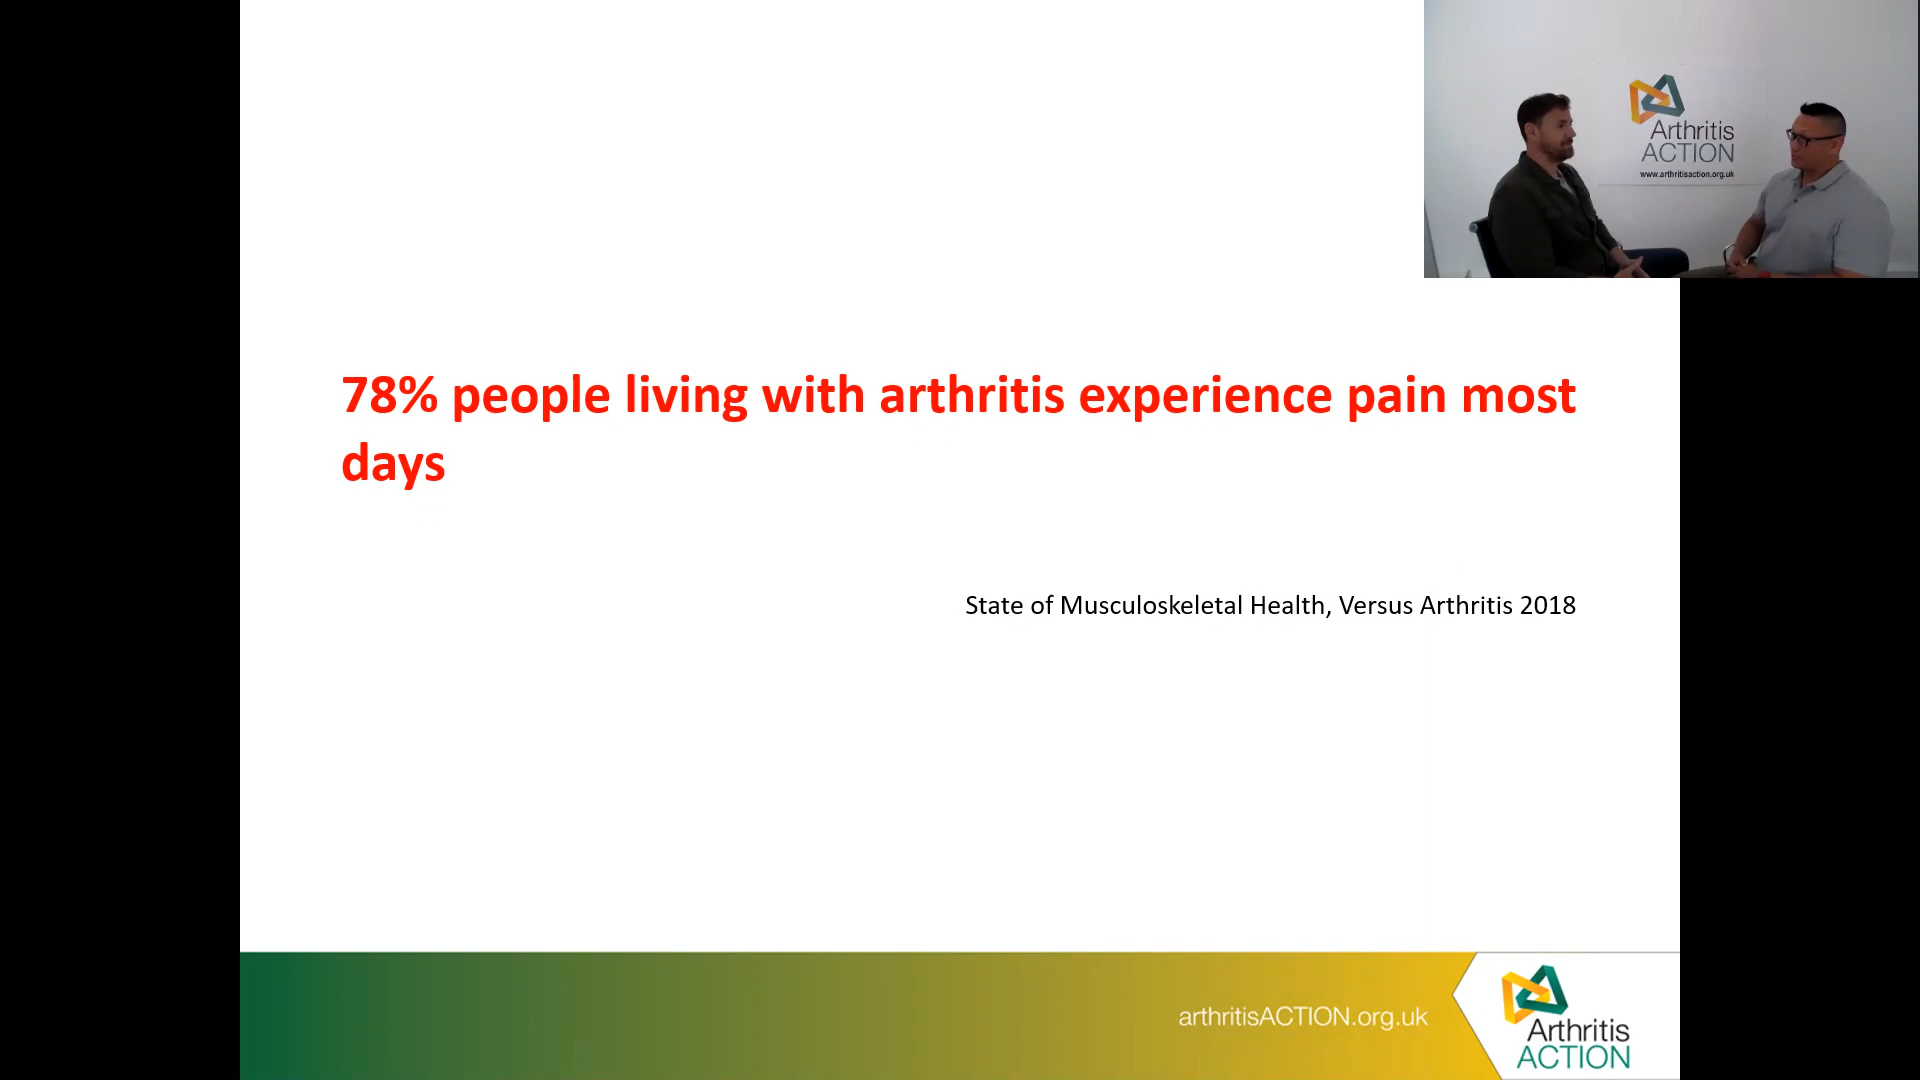 Arthritis
ACTION
www.arthritisaction.org.uk
78% people living with arthritis experience pain most
days
State of Musculoskeletal Health, Versus Arthritis 2018
arthritisACTION.org.uk
Arthritis
ACTION